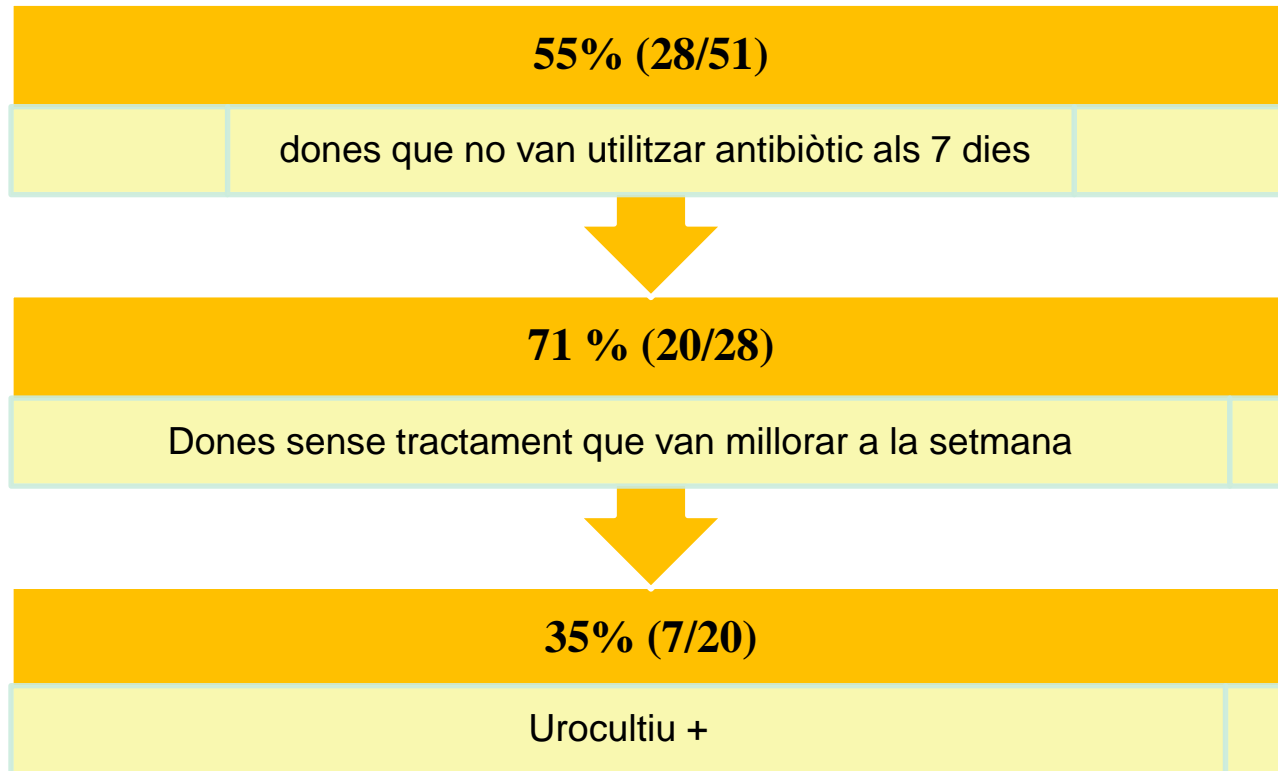 55% (28/51)
dones que no van utilitzar antibiòtic als 7 dies
71 % (20/28)
Dones sense tractament que van millorar a la setmana
35% (7/20)
Urocultiu +